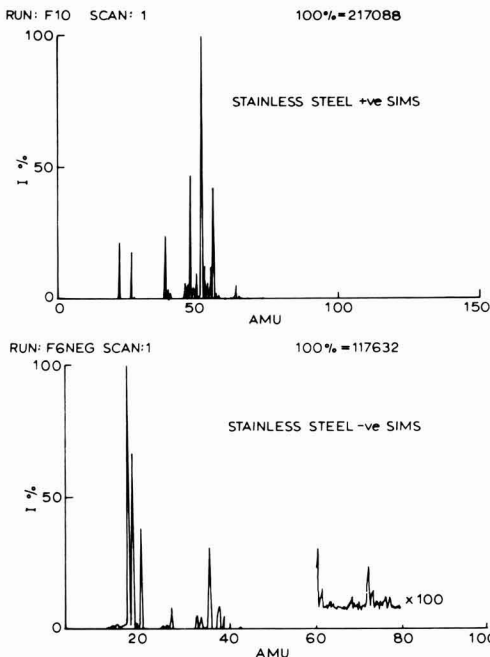 RUN: F10 SCAN: 1 100%=217088
100
STAINLESS STEEL +ve SIMS
I %
50
0
0 50 100 150
AMU
RUN: F6NEG SCAN:1 100%=117632
100
STAINLESS STEEL -ve SIMS
I %
50
x 100
0
20 40 60 80
AMU